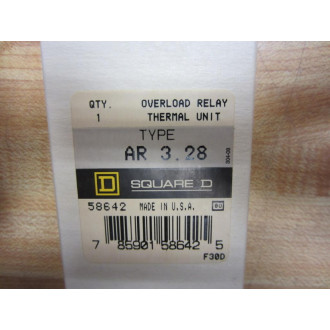 QTY. OVERLOAD RELAY
1 THERMAL UNIT
TYPE
AR 3.28
D SQUARE D
58642 MADE IN U.S.A.
7 85901 58642 5
F30D